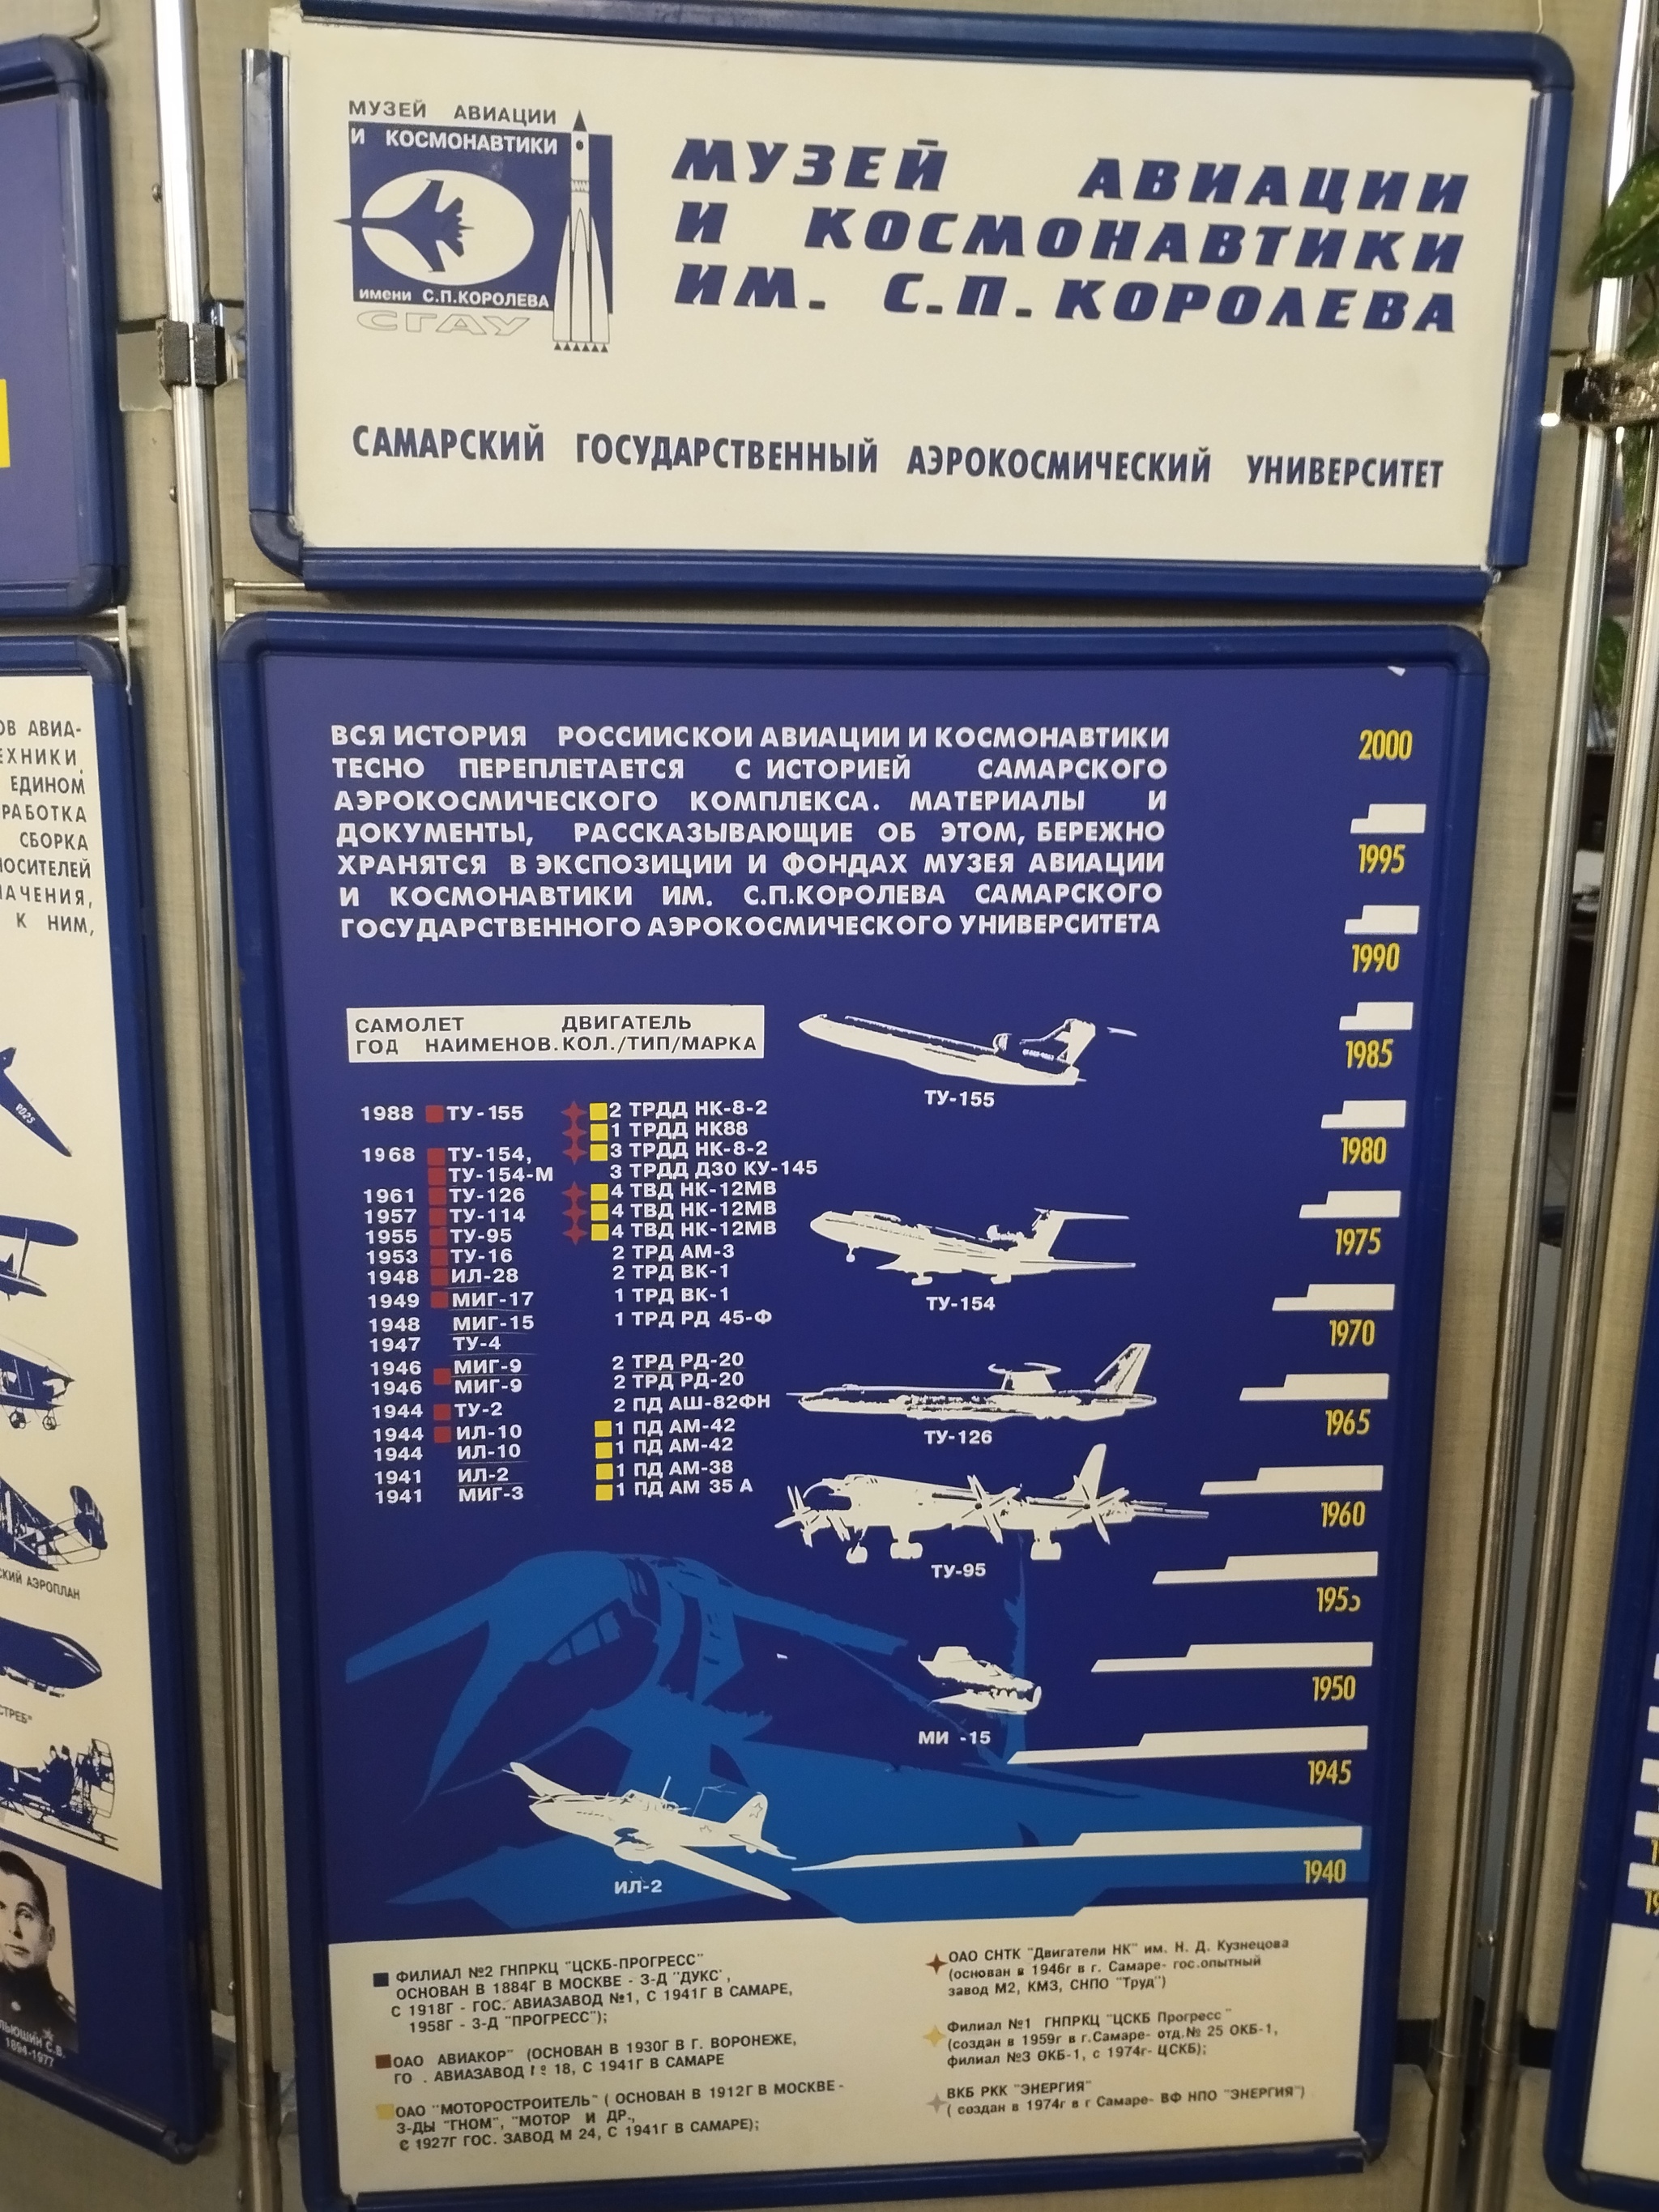 МУЗЕЙ АВИАЦИИ
И КОСМОНАВТИКИ
имени С.П.КОРОЛЕВА
СГАУ
МУЗЕЙ АВИАЦИИ
И КОСМОНАВТИКИ
ИМ. С.П.КОРОЛЕВА
САМАРСКИЙ ГОСУДАРСТВЕННЫЙ АЭРОКОСМИЧЕСКИЙ УНИВЕРСИТЕТ
ВСЯ ИСТОРИЯ РОССИИСКОИ АВИАЦИИ И КОСМОНАВТИКИ
ТЕСНО ПЕРЕПЛЕТАЕТСЯ С ИСТОРИЕЙ САМАРСКОГО
АЭРОКОСМИЧЕСКОГО КОМПЛЕКСА. МАТЕРИАЛЫ И
ДОКУМЕНТЫ, РАССКАЗЫВАЮЩИЕ ОБ ЭТОМ, БЕРЕЖНО
ХРАНЯТСЯ В ЭКСПОЗИЦИИ И ФОНДАХ МУЗЕЯ АВИАЦИИ
И КОСМОНАВТИКИ ИМ. С.П.КОРОЛЕВА САМАРСКОГО
ГОСУДАРСТВЕННОГО АЭРОКОСМИЧЕСКОГО УНИВЕРСИТЕТА
САМОЛЕТ ДВИГАТЕЛЬ
ГОД НАИМЕНОВ. КОЛ./ТИП/МАРКА
1988 ТУ-155 2 ТРДД НК-8-2
1 ТРДД НК88
1968 ТУ-154, 3 ТРДД НК-8-2
ТУ-154-М 3 ТРДД Д30 КУ-145
1961 ТУ-126 4 ТВД НК-12МВ
1957 ТУ-114 4 ТВД НК-12МВ
1955 ТУ-95 4 ТВД НК-12МВ
1953 ТУ-16 2 ТРД АМ-3
1948 ИЛ-28 2 ТРД ВК-1
1949 МИГ-17 1 ТРД ВК-1
1948 МИГ-15 1 ТРД РД 45-Ф
1947 ТУ-4
1946 МИГ-9 2 ТРД РД-20
1946 МИГ-9 2 ТРД РД-20
1944 ТУ-2 2 ПД АШ-82ФН
1944 ИЛ-10 1 ПД АМ-42
1944 ИЛ-10 1 ПД АМ-42
1941 ИЛ-2 1 ПД АМ-38
1941 МИГ-3 1 ПД АМ 35 А
ТУ-155
ТУ-154
ТУ-126
ТУ-95
МИ -15
ИЛ-2
2000
1995
1990
1985
1980
1975
1970
1965
1960
1955
1950
1945
1940
ФИЛИАЛ №2 ГНПРКЦ "ЦСКБ-ПРОГРЕСС"
ОСНОВАН В 1884Г В МОСКВЕ - З-Д "ДУКС",
С 1918Г - ГОС. АВИАЗАВОД №1, С 1941Г В САМАРЕ,
1958Г - З-Д "ПРОГРЕСС");
ОАО АВИАКОР" (ОСНОВАН В 1930Г В Г. ВОРОНЕЖЕ,
ГО . АВИАЗАВОД № 18, С 1941Г В САМАРЕ
ОАО "МОТОРОСТРОИТЕЛЬ" ( ОСНОВАН В 1912Г В МОСКВЕ -
З-ДЫ "ГНОМ", "МОТОР И ДР.,
С 1927Г ГОС. ЗАВОД М 24, С 1941Г В САМАРЕ);
ОАО СНТК "Двигатели НК" им. Н. Д. Кузнецова
(основан в 1946г в г. Самаре- гос.опытный
завод М2, КМЗ, СНПО "Труд")
Филиал №1 ГНПРКЦ "ЦСКБ Прогресс"
(создан в 1959г в г.Самаре- отд.№ 25 ОКБ-1,
филиал №3 ОКБ-1, с 1974г- ЦСКБ);
ВКБ РКК "ЭНЕРГИЯ"
( создан в 1974г в г Самаре- ВФ НПО "ЭНЕРГИЯ")
АВИА-
ЕДИНОМ
СБОРКА
К НИМ,
АЭРОПЛАН
С.В.
1894-1977